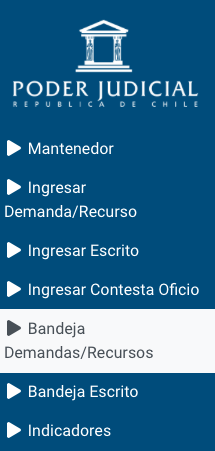 PODER JUDICIAL
REPUBLICA DE CHILE
Mantenedor
Ingresar
Demanda/Recurso
Ingresar Escrito
Ingresar Contesta Oficio
Bandeja
Demandas/Recursos
Bandeja Escrito
Indicadores